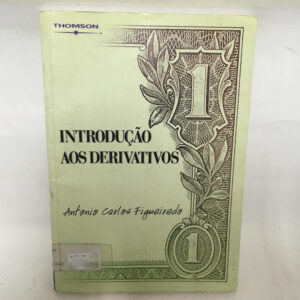 THOMSON
1
INTRODUÇÃO
AOS DERIVATIVOS
Antonio Carlos Figueiredo
1